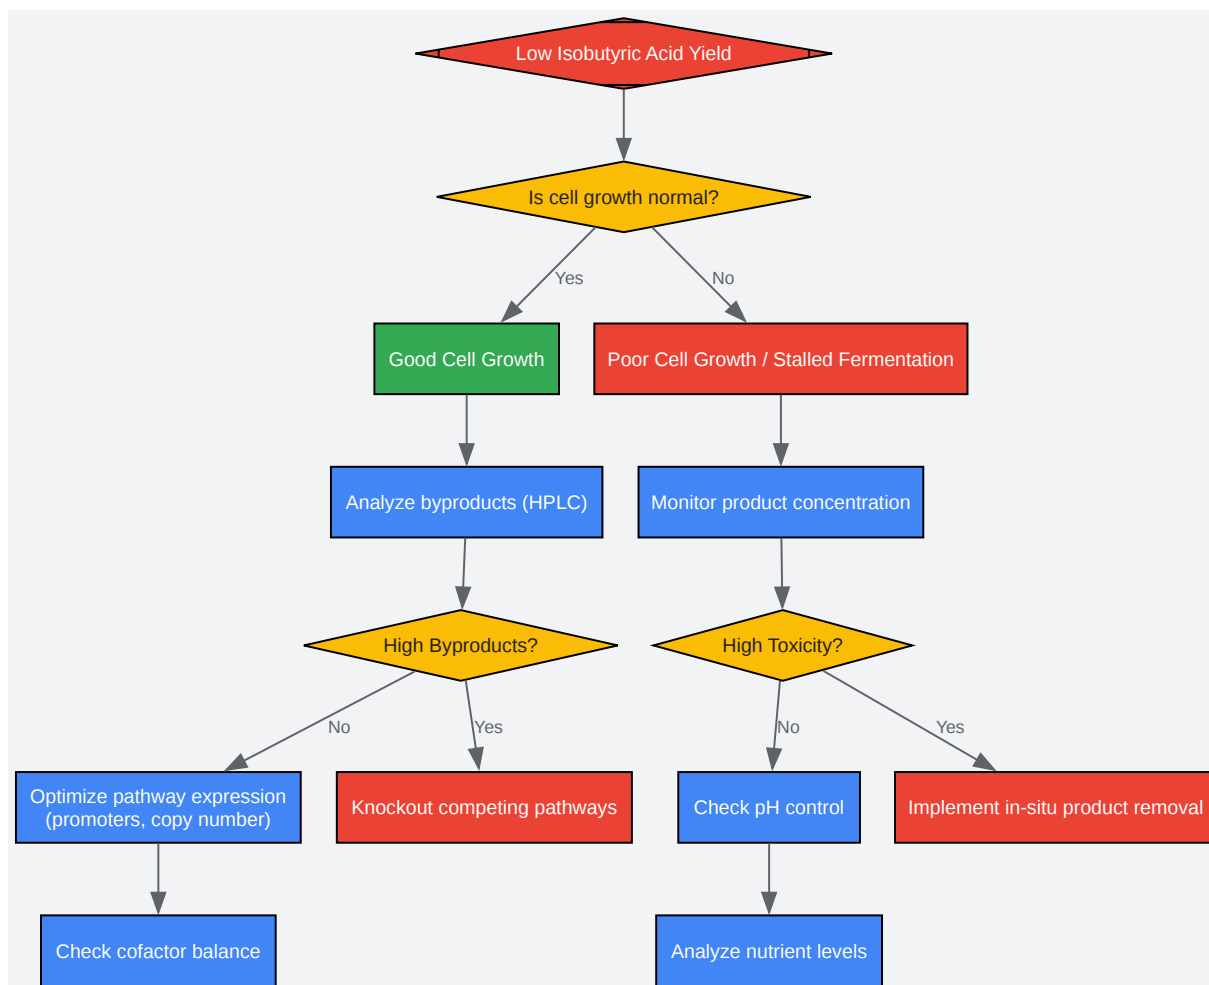 Low Isobutyric Acid Yield
Is cell growth normal?
Yes
No
Good Cell Growth
Poor Cell Growth / Stalled Fermentation
Analyze byproducts (HPLC)
Monitor product concentration
High Byproducts?
High Toxicity?
No
Yes
No
Yes
Optimize pathway expression
(promoters, copy number)
Knockout competing pathways
Check pH control
Implement in-situ product removal
Check cofactor balance
Analyze nutrient levels